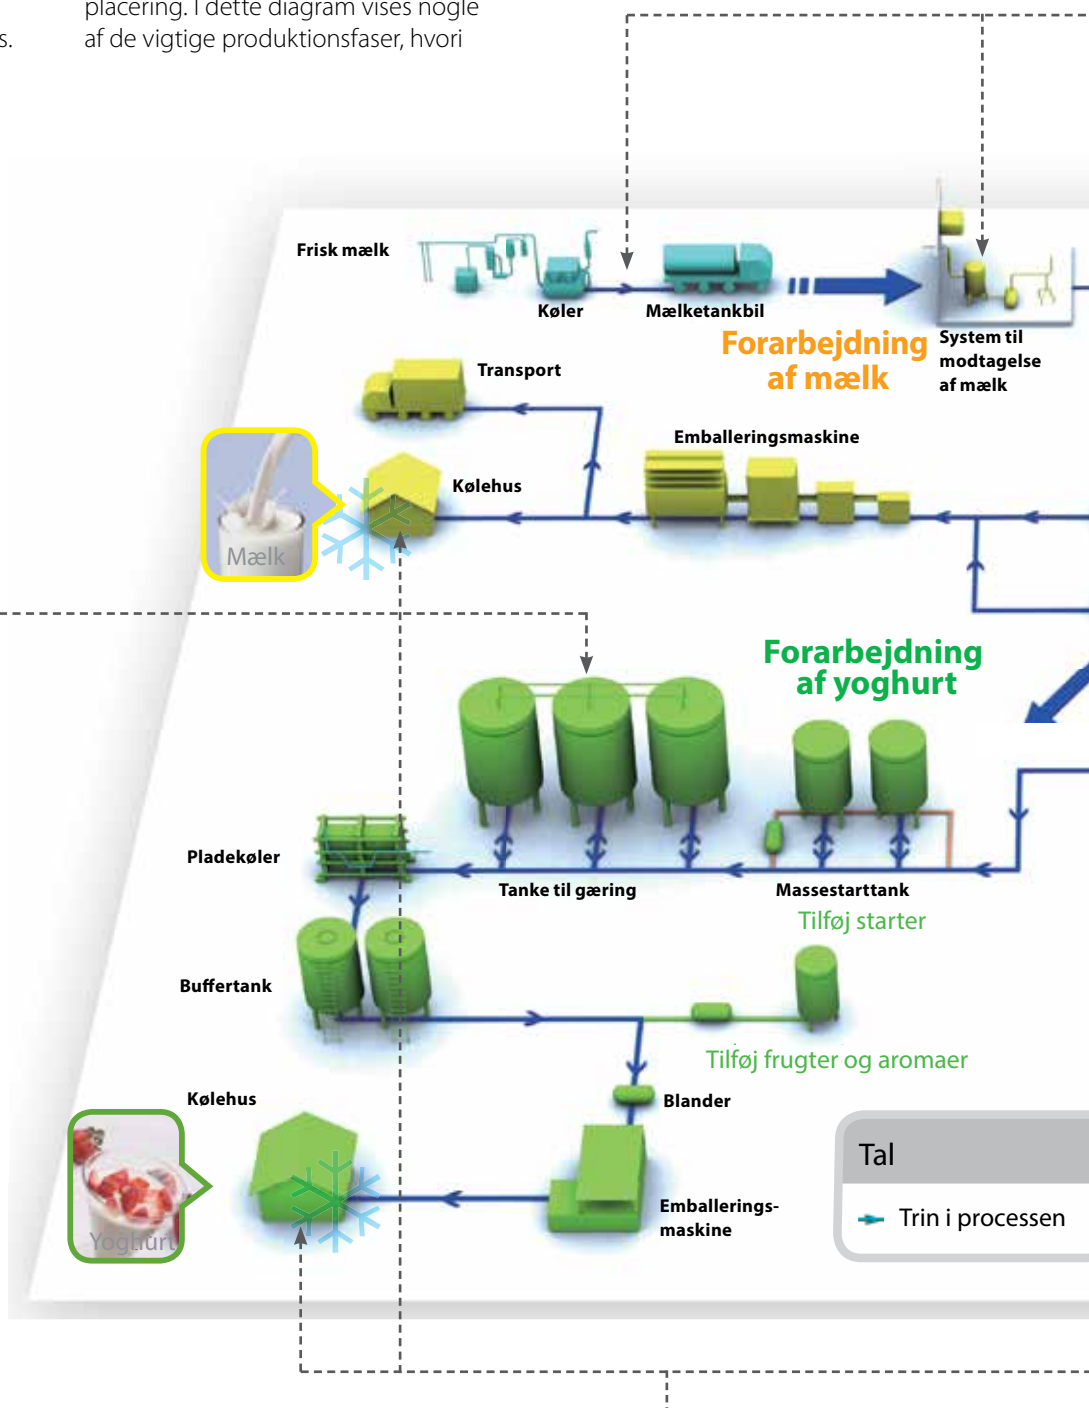 placering. I dette diagram vises nogle
s.
af de vigtige produktionsfaser, hvori
Frisk mælk
Køler
Mælketankbil
Forarbejdning
af mælk
System til
modtagelse
af mælk
Transport
Emballeringsmaskine
Kølehus
Mælk
Forarbejdning
af yoghurt
Pladekøler
Tanke til gæring
Massestarttank
Tilføj starter
Buffertank
Tilføj frugter og aromaer
Kølehus
Blander
Yoghurt
Emballerings-
maskine
Tal
Trin i processen